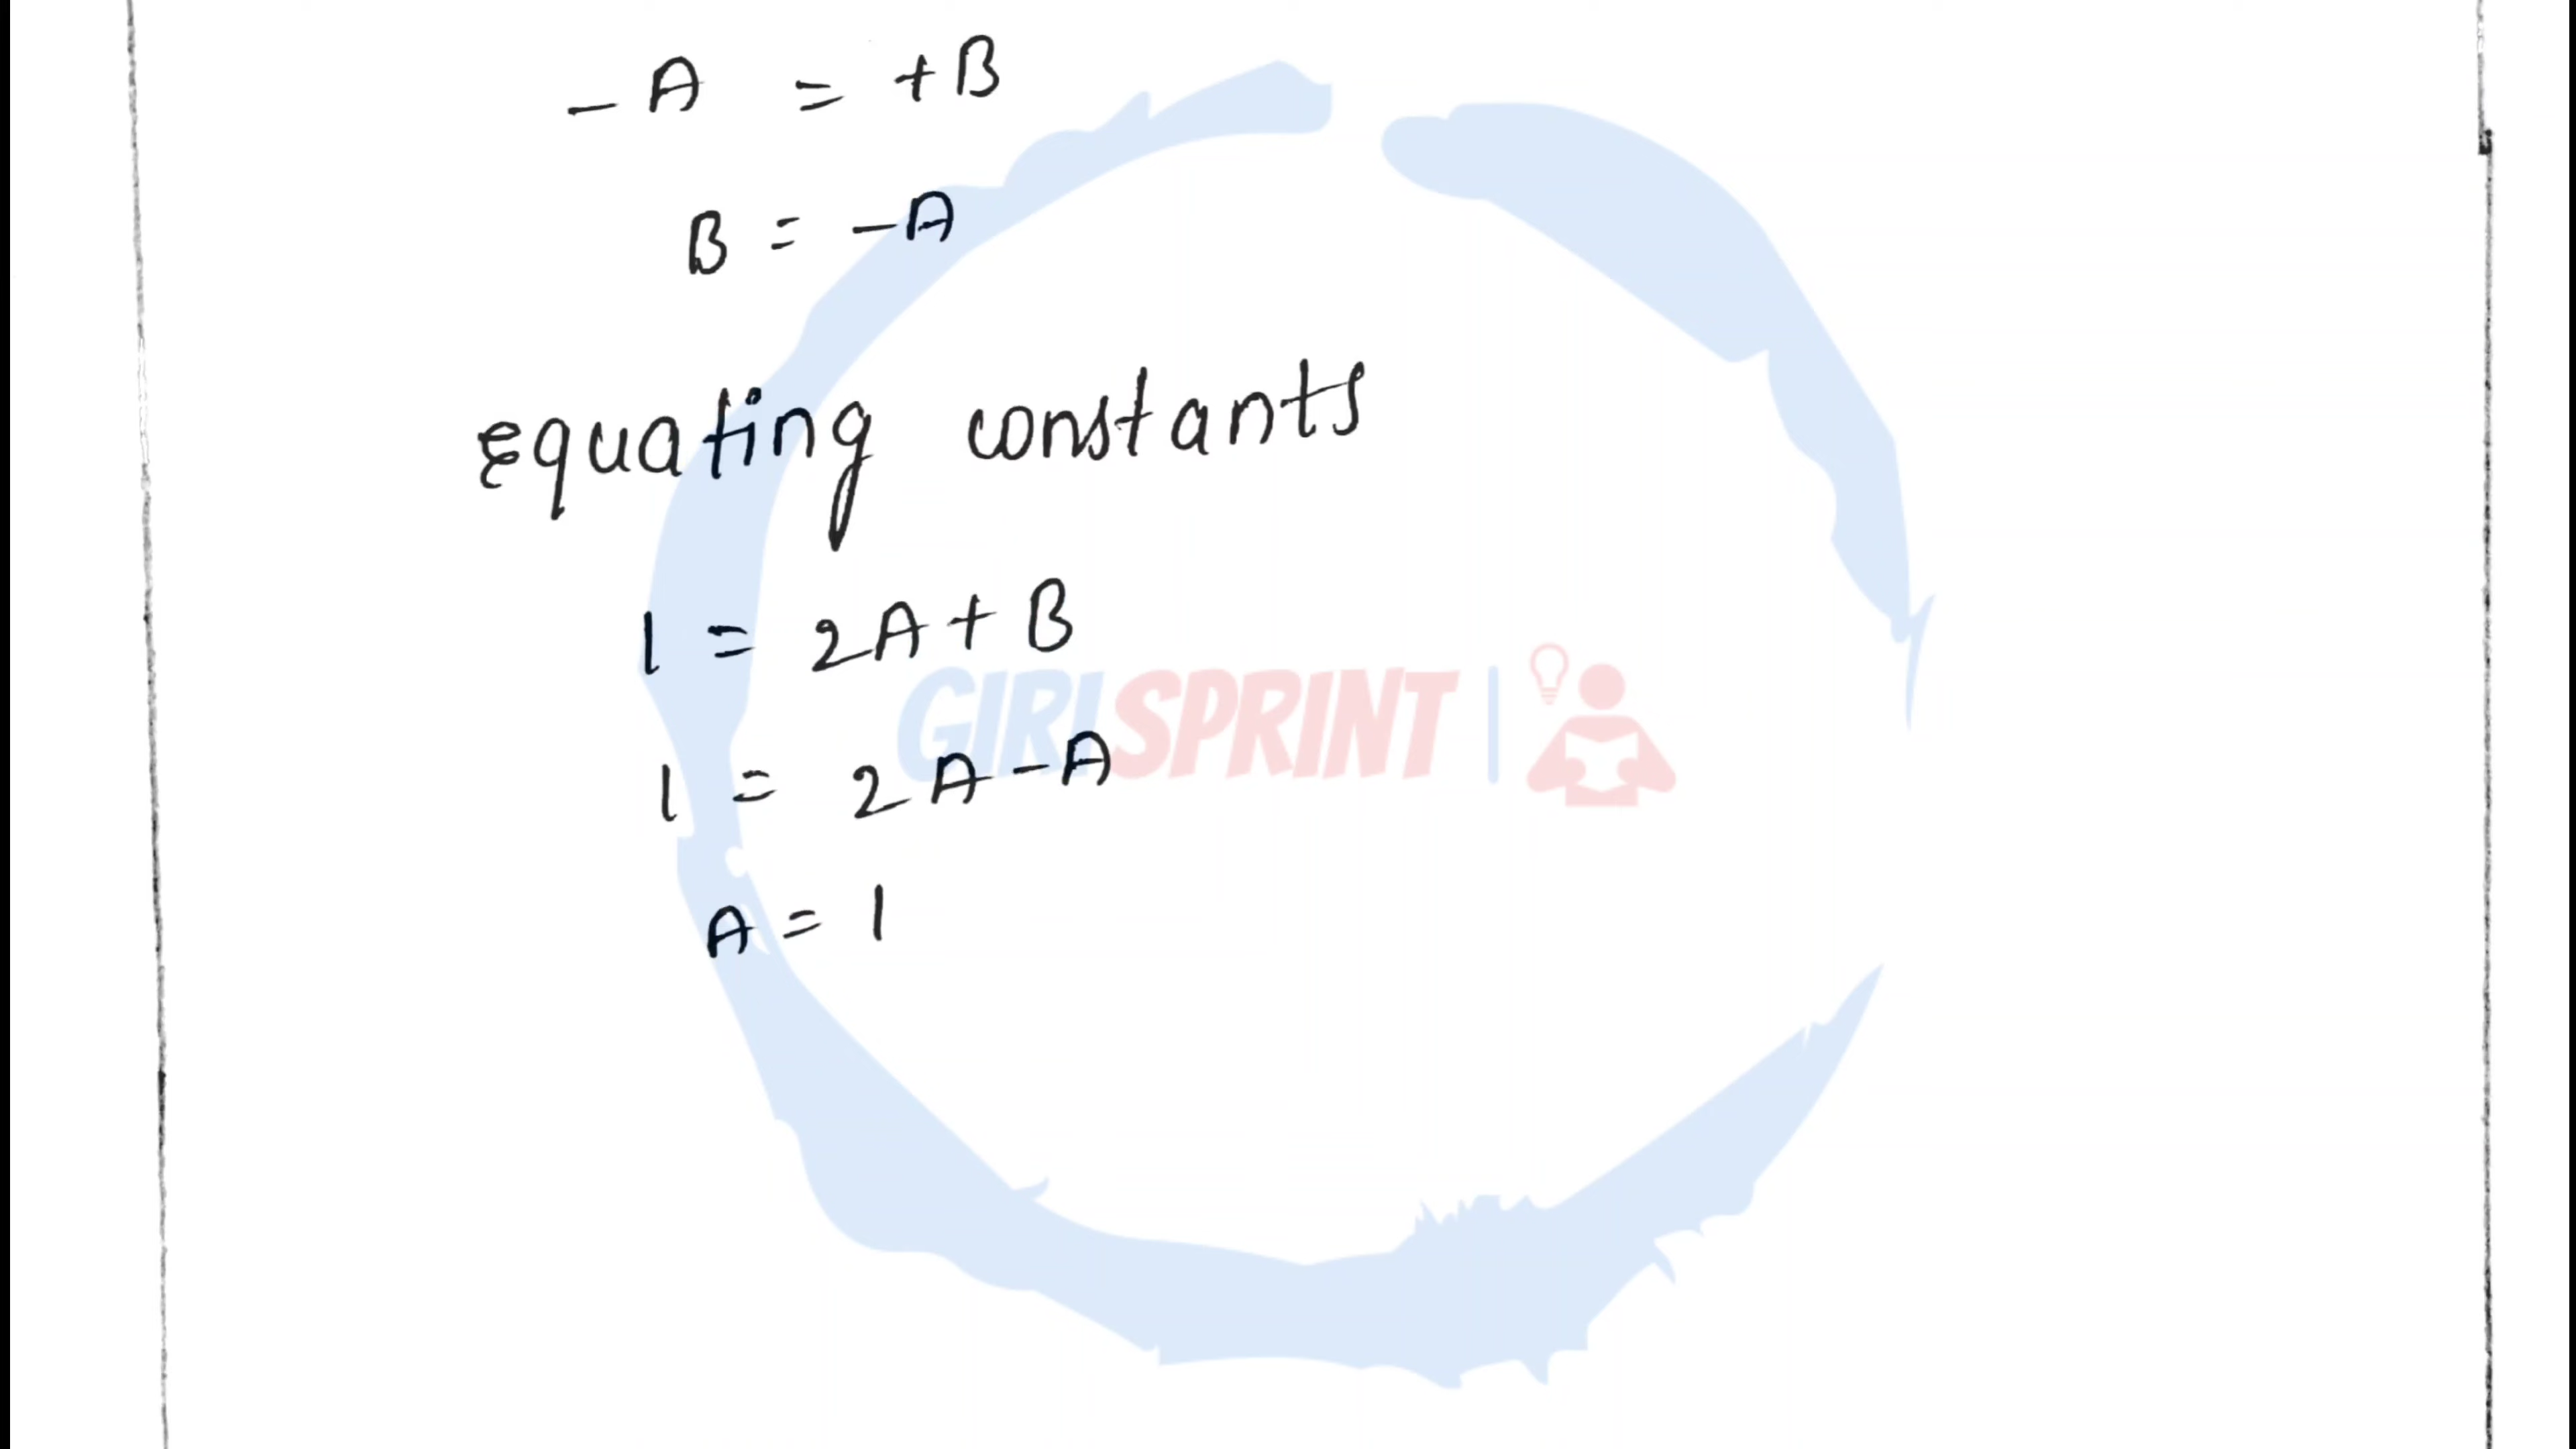 -A = +B
B = -A
equating constants
1 = 2A + B
GIRISPRINT
1 = 2A - A
A = 1